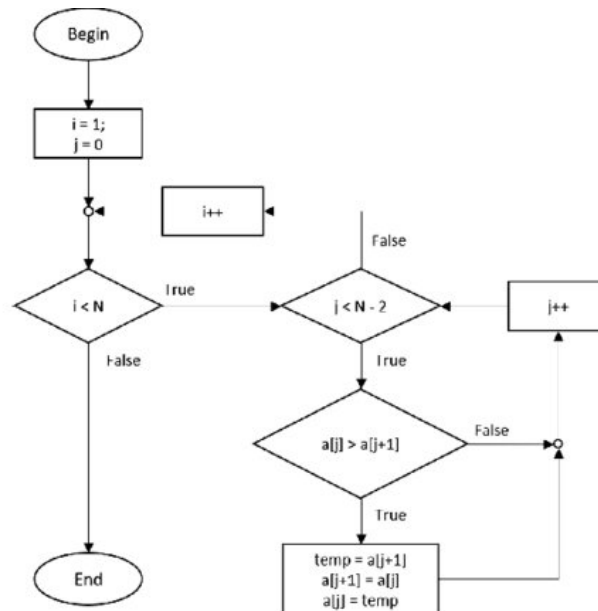 Begin
i = 1;
j = 0
i++
False
i < N
True
j < N - 2
j++
False
True
a[j] > a[j+1]
False
True
temp = a[j+1]
a[j+1] = a[j]
a[j] = temp
End